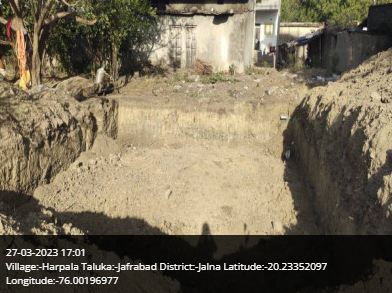 27-03-2023 17:01
Village:-Harpala Taluka:-Jafrabad District:-Jalna Latitude:-20.23352097
Longitude:-76.00196977